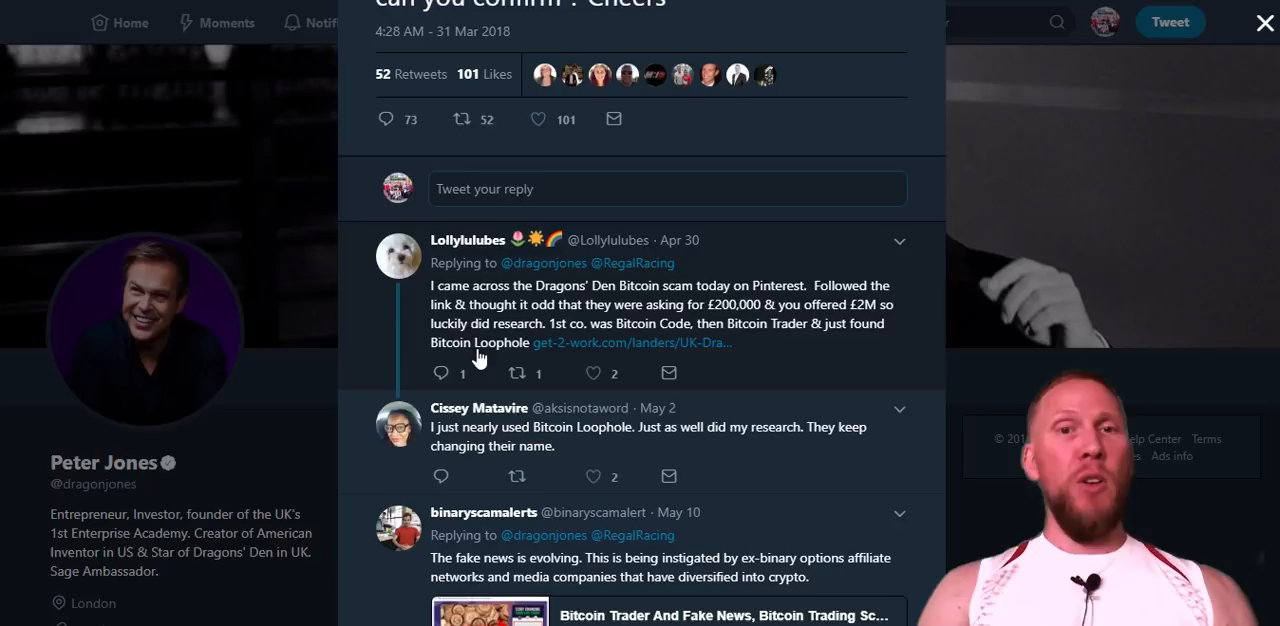 can you confirm ? Cheers
Home
Moments
Tweet
4:28 AM - 31 Mar 2018
52 Retweets 101 Likes
73 52 101
Tweet your reply
Lollylulubes 🌷☀️🌈 @Lollylulubes · Apr 30
Replying to @dragonjones @RegalRacing
I came across the Dragons' Den Bitcoin scam today on Pinterest. Followed the
link & thought it odd that they were asking for £200,000 & you offered £2M so
luckily did research. 1st co. was Bitcoin Code, then Bitcoin Trader & just found
Bitcoin Loophole get-2-work.com/landers/UK-Dra...
1 1 2
Cissey Matavire @aksisnotaword · May 2
I just nearly used Bitcoin Loophole. Just as well did my research. They keep
changing their name.
2
binaryscamalerts @binaryscamalert · May 10
Replying to @dragonjones @RegalRacing
The fake news is evolving. This is being instigated by ex-binary options affiliate
networks and media companies that have diversified into crypto.
Bitcoin Trader And Fake News, Bitcoin Trading Sc...
Peter Jones
@dragonjones
Entrepreneur, Investor, founder of the UK's
1st Enterprise Academy. Creator of American
Inventor in US & Star of Dragons' Den in UK.
Sage Ambassador.
London
Center Terms
Ads info